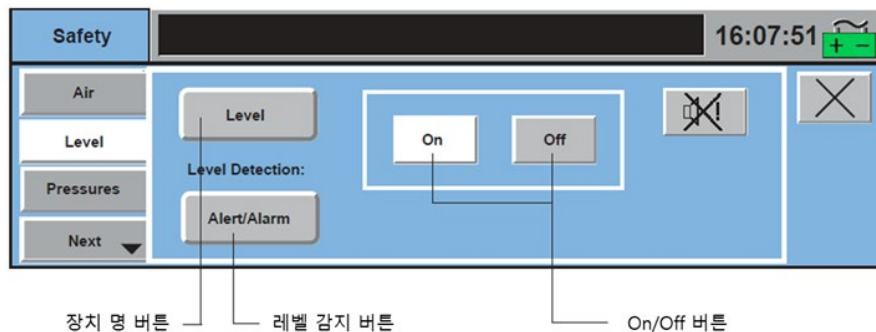 Safety
16:07:51
+ −
Air
Level
Pressures
Next
Level
Level Detection:
Alert/Alarm
On
Off
!
장치 명 버튼
레벨 감지 버튼
On/Off 버튼